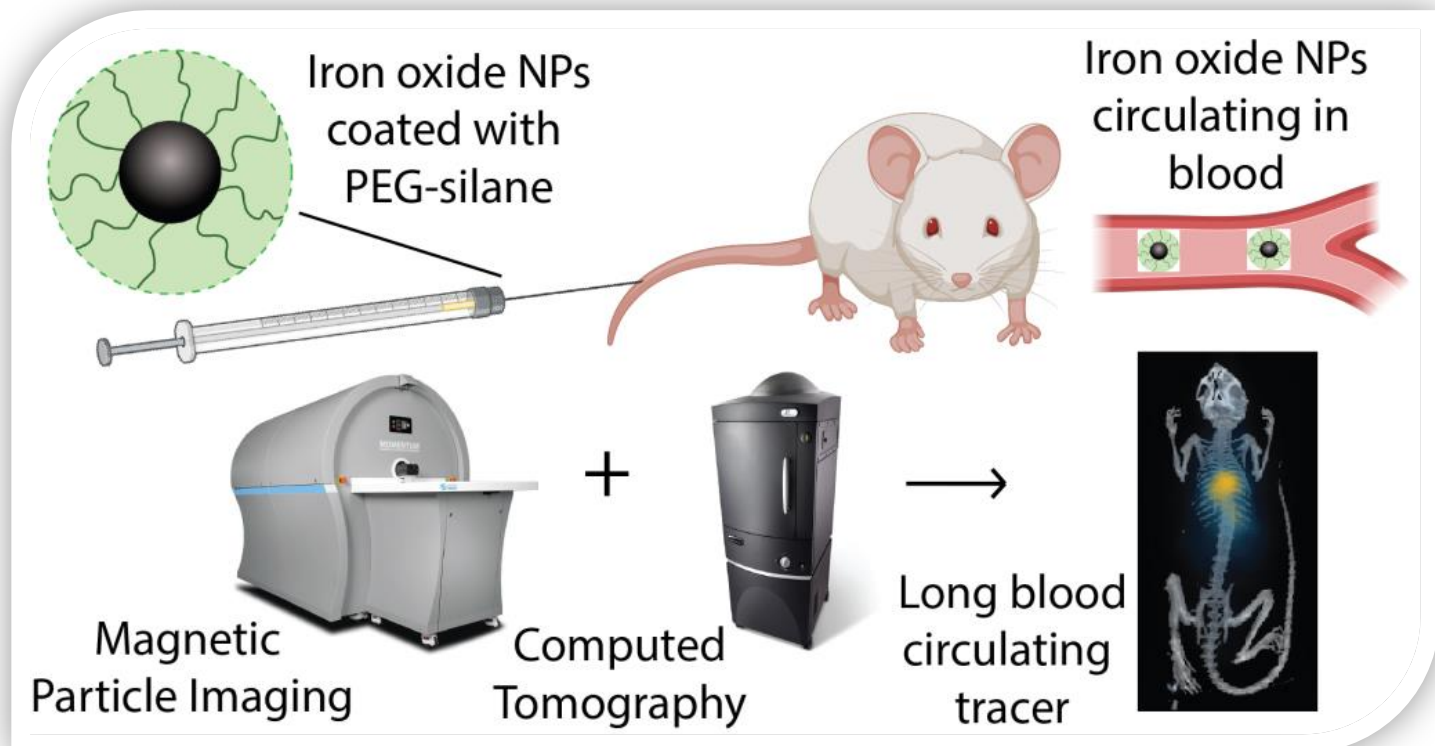 Iron oxide NPs
coated with
PEG-silane
Iron oxide NPs
circulating in
blood
MOMENTUM
+
Magnetic
Particle Imaging
Computed
Tomography
Long blood
circulating
tracer